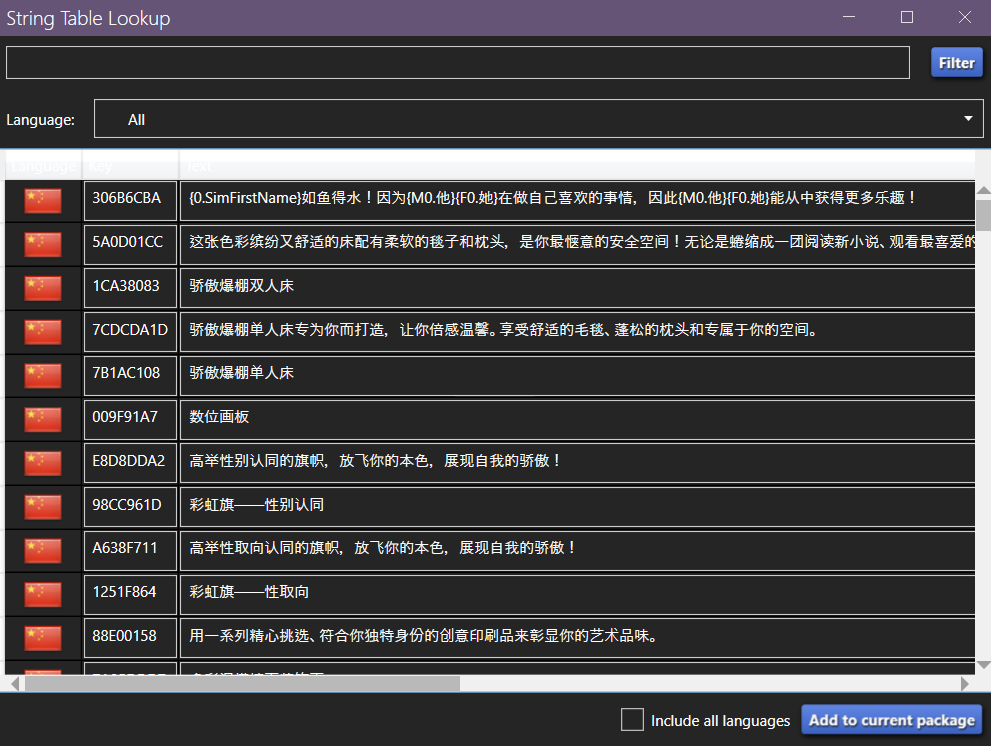 String Table Lookup
Filter
Language: All
Language Key Text
306B6CBA {0.SimFirstName}如鱼得水！因为{M0.他}{F0.她}在做自己喜欢的事情，因此{M0.他}{F0.她}能从中获得更多乐趣！
5A0D01CC 这张色彩缤纷又舒适的床配有柔软的毯子和枕头，是你最惬意的安全空间！无论是蜷缩成一团阅读新小说、观看最喜爱的
1CA38083 骄傲爆棚双人床
7CDCDA1D 骄傲爆棚单人床专为你而打造，让你倍感温馨。享受舒适的毛毯、蓬松的枕头和专属于你的空间。
7B1AC108 骄傲爆棚单人床
009F91A7 数位画板
E8D8DDA2 高举性别认同的旗帜，放飞你的本色，展现自我的骄傲！
98CC961D 彩虹旗——性别认同
A638F711 高举性取向认同的旗帜，放飞你的本色，展现自我的骄傲！
1251F864 彩虹旗——性取向
88E00158 用一系列精心挑选、符合你独特身份的创意印刷品来彰显你的艺术品味。
Include all languages Add to current package